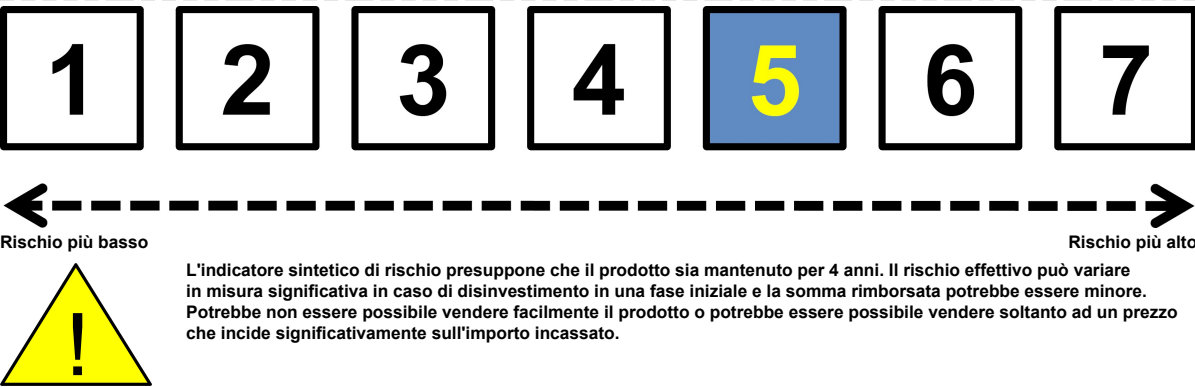 1 2 3 4 5 6 7
Rischio più basso Rischio più alto
L'indicatore sintetico di rischio presuppone che il prodotto sia mantenuto per 4 anni. Il rischio effettivo può variare
in misura significativa in caso di disinvestimento in una fase iniziale e la somma rimborsata potrebbe essere minore.
Potrebbe non essere possibile vendere facilmente il prodotto o potrebbe essere possibile vendere soltanto ad un prezzo
che incide significativamente sull'importo incassato.
!